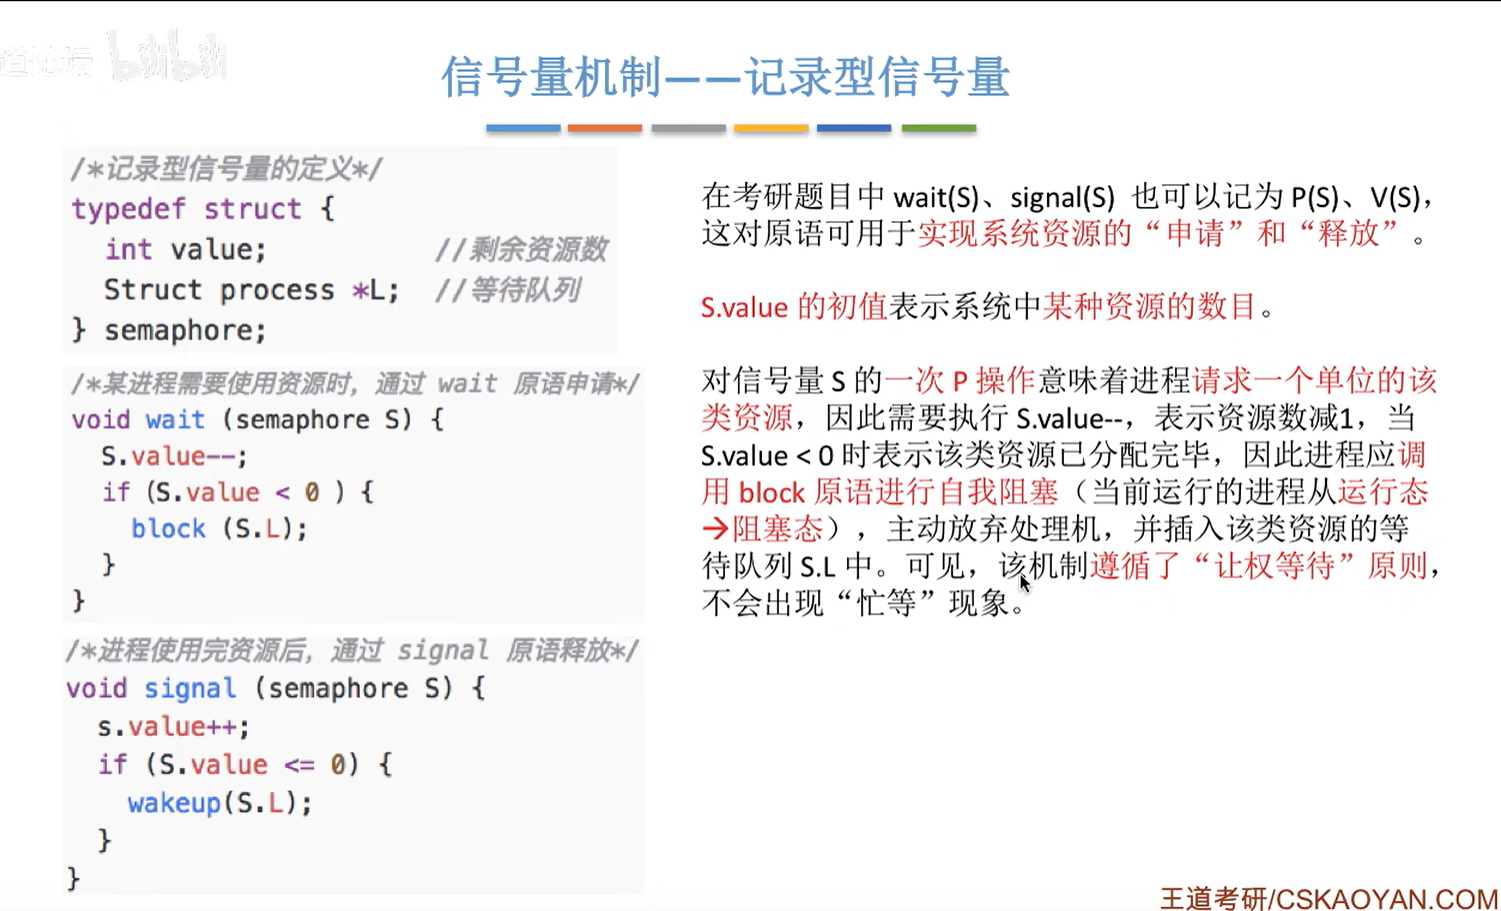 道论坛 bilibili
信号量机制——记录型信号量
/*记录型信号量的定义*/
typedef struct {
int value; //剩余资源数
Struct process *L; //等待队列
} semaphore;
/*某进程需要使用资源时，通过 wait 原语申请*/
void wait (semaphore S) {
S.value--;
if (S.value < 0 ) {
block (S.L);
}
}
/*进程使用完资源后，通过 signal 原语释放*/
void signal (semaphore S) {
s.value++;
if (S.value <= 0) {
wakeup(S.L);
}
}
在考研题目中 wait(S)、signal(S) 也可以记为 P(S)、V(S)，
这对原语可用于实现系统资源的“申请”和“释放”。
S.value 的初值表示系统中某种资源的数目。
对信号量 S 的一次 P 操作意味着进程请求一个单位的该
类资源，因此需要执行 S.value--，表示资源数减1，当
S.value < 0 时表示该类资源已分配完毕，因此进程应调
用 block 原语进行自我阻塞（当前运行的进程从运行态
→阻塞态），主动放弃处理机，并插入该类资源的等
待队列 S.L 中。可见，该机制遵循了“让权等待”原则，
不会出现“忙等”现象。
王道考研/CSKAOYAN.COM